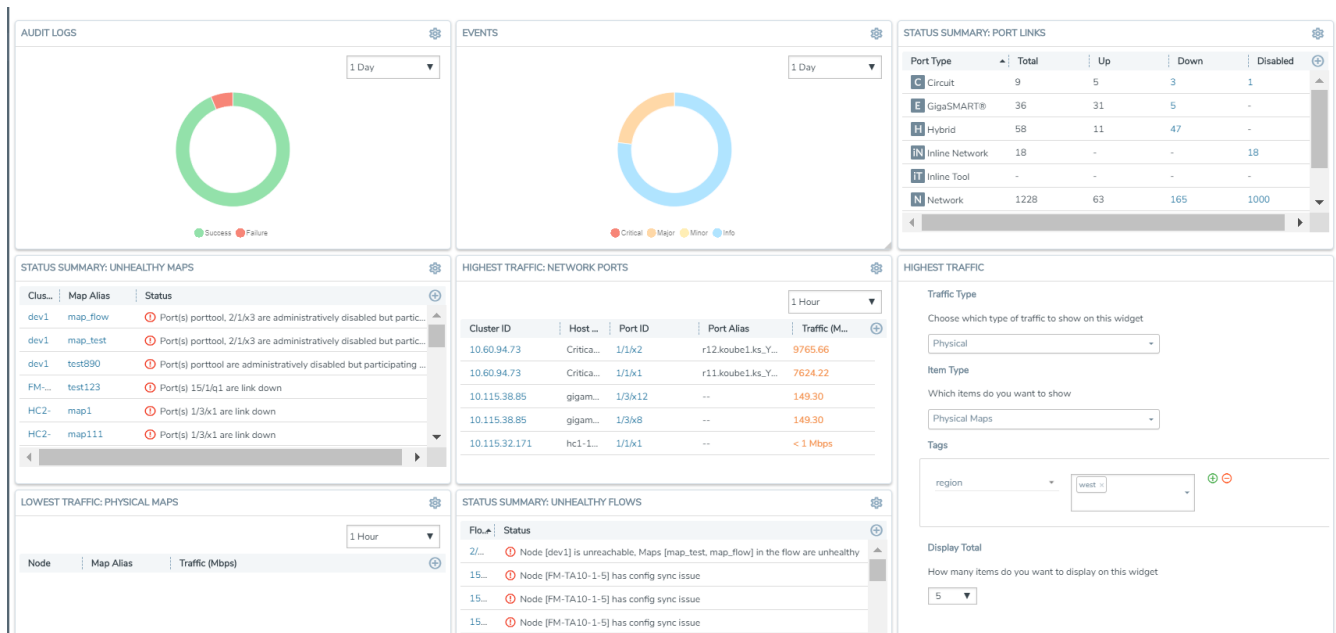 AUDIT LOGS
1 Day
Success Failure
EVENTS
1 Day
Critical Major Minor Info
STATUS SUMMARY: PORT LINKS
Port Type Total Up Down Disabled
C Circuit 9 5 3 1
E GigaSMART® 36 31 5 -
H Hybrid 58 11 47 -
iN Inline Network 18 - - 18
iT Inline Tool - - - -
N Network 1228 63 165 1000
STATUS SUMMARY: UNHEALTHY MAPS
Clus... Map Alias Status
dev1 map_flow Port(s) porttool, 2/1/x3 are administratively disabled but partic...
dev1 map_test Port(s) porttool, 2/1/x3 are administratively disabled but partic...
dev1 test890 Port(s) porttool are administratively disabled but participating ...
FM-... test123 Port(s) 15/1/q1 are link down
HC2- map1 Port(s) 1/3/x1 are link down
HC2- map111 Port(s) 1/3/x1 are link down
HIGHEST TRAFFIC: NETWORK PORTS
1 Hour
Cluster ID Host ... Port ID Port Alias Traffic (M...
10.60.94.73 Critica... 1/1/x2 r12.koube1.ks_Y... 9765.66
10.60.94.73 Critica... 1/1/x1 r11.koube1.ks_Y... 7624.22
10.115.38.85 gigam... 1/3/x12 -- 149.30
10.115.38.85 gigam... 1/3/x8 -- 149.30
10.115.32.171 hc1-1... 1/1/x1 -- < 1 Mbps
HIGHEST TRAFFIC
Traffic Type
Choose which type of traffic to show on this widget
Physical
Item Type
Which items do you want to show
Physical Maps
Tags
region west ×
Display Total
How many items do you want to display on this widget
5
LOWEST TRAFFIC: PHYSICAL MAPS
1 Hour
Node Map Alias Traffic (Mbps)
STATUS SUMMARY: UNHEALTHY FLOWS
Flo... Status
2/... Node [dev1] is unreachable, Maps [map_test, map_flow] in the flow are unhealthy
15... Node [FM-TA10-1-5] has config sync issue
15... Node [FM-TA10-1-5] has config sync issue
15... Node [FM-TA10-1-5] has config sync issue